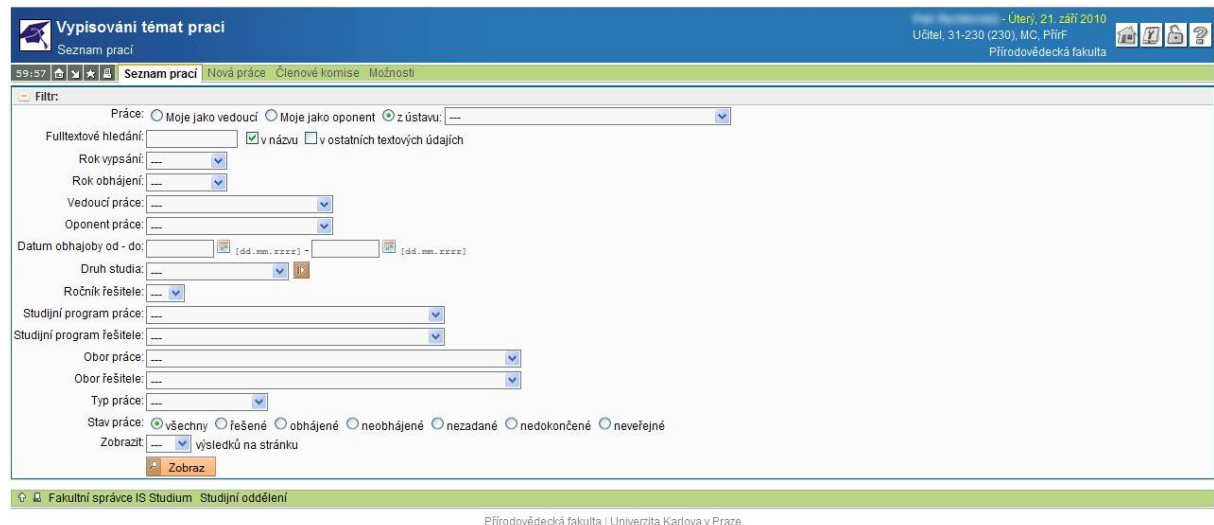 Vypisování témat prací
- Úterý, 21. září 2010
Učitel, 31-230 (230), MC, PřírF
Seznam prací
Přírodovědecká fakulta
59:57 Seznam prací Nová práce Členové komise Možnosti
Filtr:
Práce: Moje jako vedoucí Moje jako oponent z ústavu: ---
Fulltextové hledání: v názvu v ostatních textových údajích
Rok vypsání: ---
Rok obhájení: ---
Vedoucí práce: ---
Oponent práce: ---
Datum obhajoby od - do: [dd.mm.rrrr] - [dd.mm.rrrr]
Druh studia: ---
Ročník řešitele: ---
Studijní program práce: ---
Studijní program řešitele: ---
Obor práce: ---
Obor řešitele: ---
Typ práce: ---
Stav práce: všechny řešené obhájené neobhájené nezadané nedokončené neveřejné
Zobrazit: --- výsledků na stránku
Zobraz
Fakultní správce IS Studium Studijní oddělení
Přírodovědecká fakulta | Univerzita Karlova v Praze